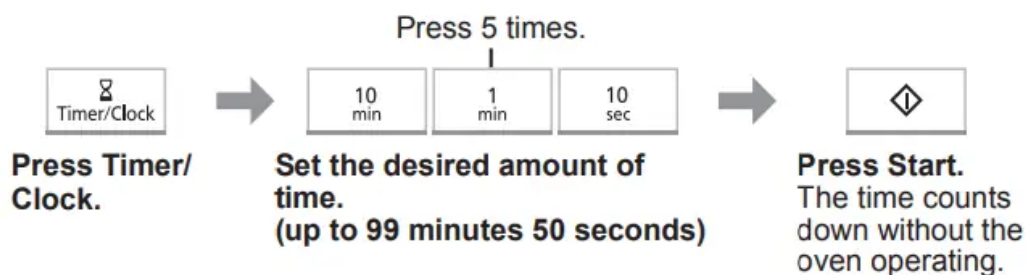 Press 5 times.
Timer/Clock
10
min
1
min
10
sec
Press Timer/
Clock.
Set the desired amount of
time.
(up to 99 minutes 50 seconds)
Press Start.
The time counts
down without the
oven operating.